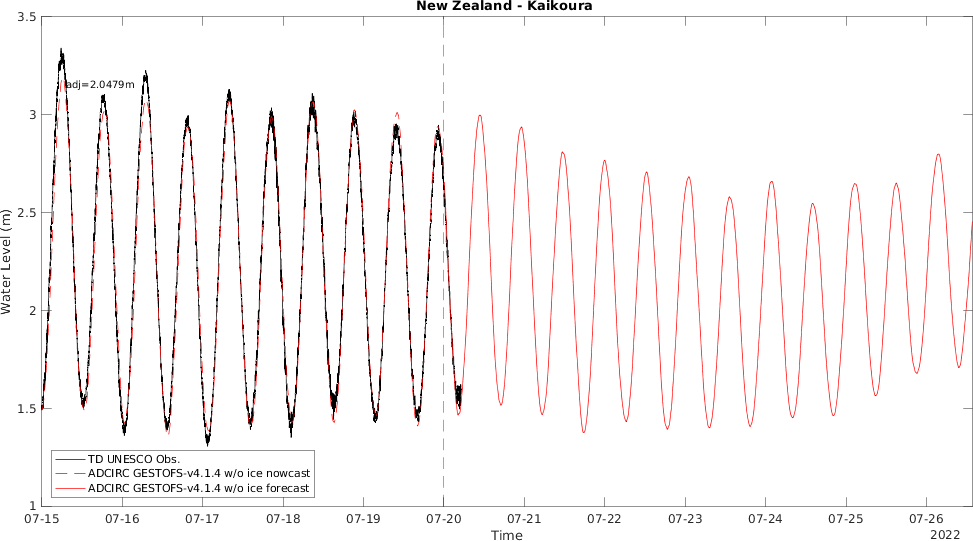 New Zealand - Kaikoura
3.5
adj=2.0479m
3
2.5
Water Level (m)
2
1.5
TD UNESCO Obs.
ADCIRC GESTOFS-v4.1.4 w/o ice nowcast
ADCIRC GESTOFS-v4.1.4 w/o ice forecast
1
07-15 07-16 07-17 07-18 07-19 07-20 07-21 07-22 07-23 07-24 07-25 07-26
Time
2022